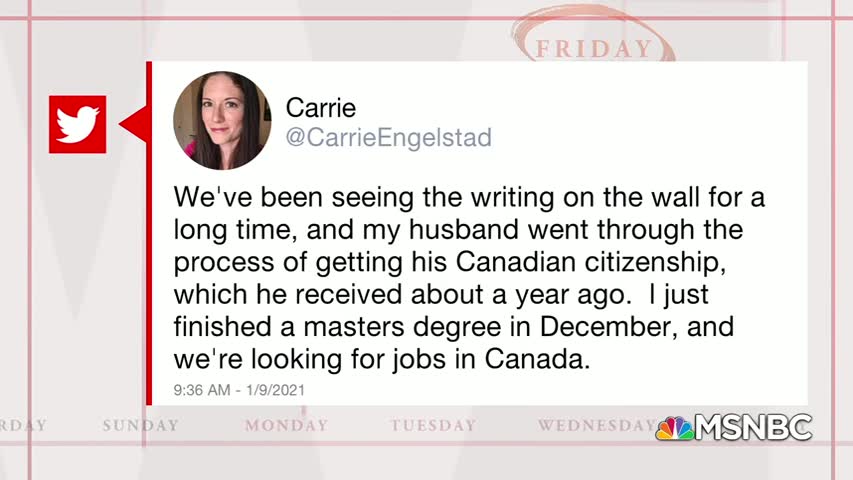 FRIDAY
Carrie
@CarrieEngelstad
We've been seeing the writing on the wall for a
long time, and my husband went through the
process of getting his Canadian citizenship,
which he received about a year ago.  I just
finished a masters degree in December, and
we're looking for jobs in Canada.
9:36 AM - 1/9/2021
RDAY SUNDAY MONDAY TUESDAY WEDNESDAY
MSNBC